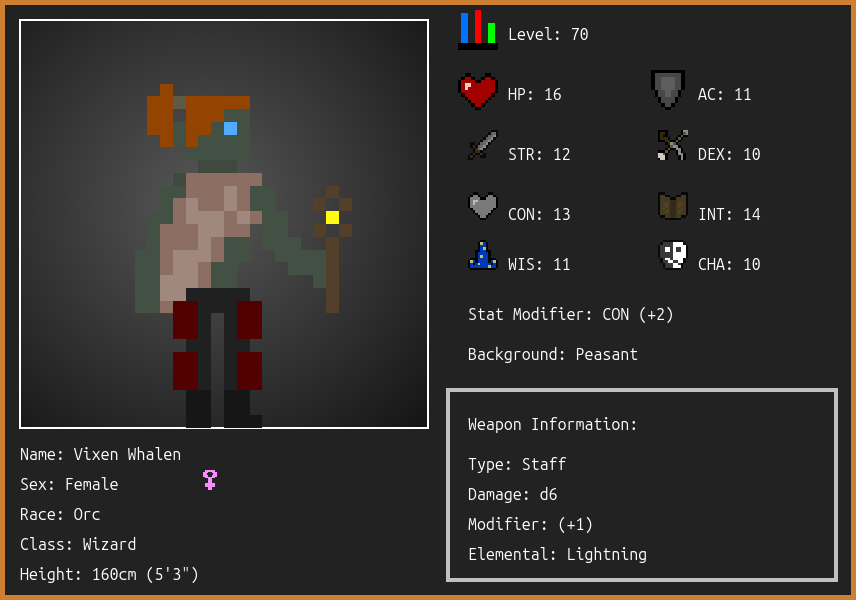 Level: 70
HP: 16
AC: 11
STR: 12
DEX: 10
CON: 13
INT: 14
WIS: 11
CHA: 10
Stat Modifier: CON (+2)
Background: Peasant
Weapon Information:
Type: Staff
Damage: d6
Modifier: (+1)
Elemental: Lightning
Name: Vixen Whalen
Sex: Female
Race: Orc
Class: Wizard
Height: 160cm (5'3")